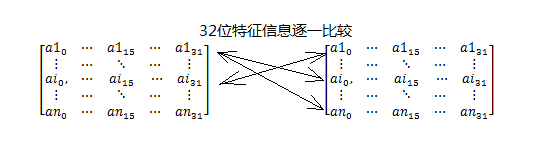 32位特征信息逐一比较
a1₀ ⋯ a1₁₅ ⋯ a1₃₁ a1₀ ⋯ a1₁₅ ⋯ a1₃₁
⋮ ⋯ ⋱ ⋯ ⋮ ⋮ ⋯ ⋱ ⋯ ⋮
ai₀, ⋯ ai₁₅ ⋯ ai₃₁ ai₀, ⋯ ai₁₅ ⋯ ai₃₁
⋮ ⋯ ⋱ ⋯ ⋮ ⋮ ⋯ ⋱ ⋯ ⋮
an₀ ⋯ an₁₅ ⋯ an₃₁ an₀ ⋯ an₁₅ ⋯ an₃₁